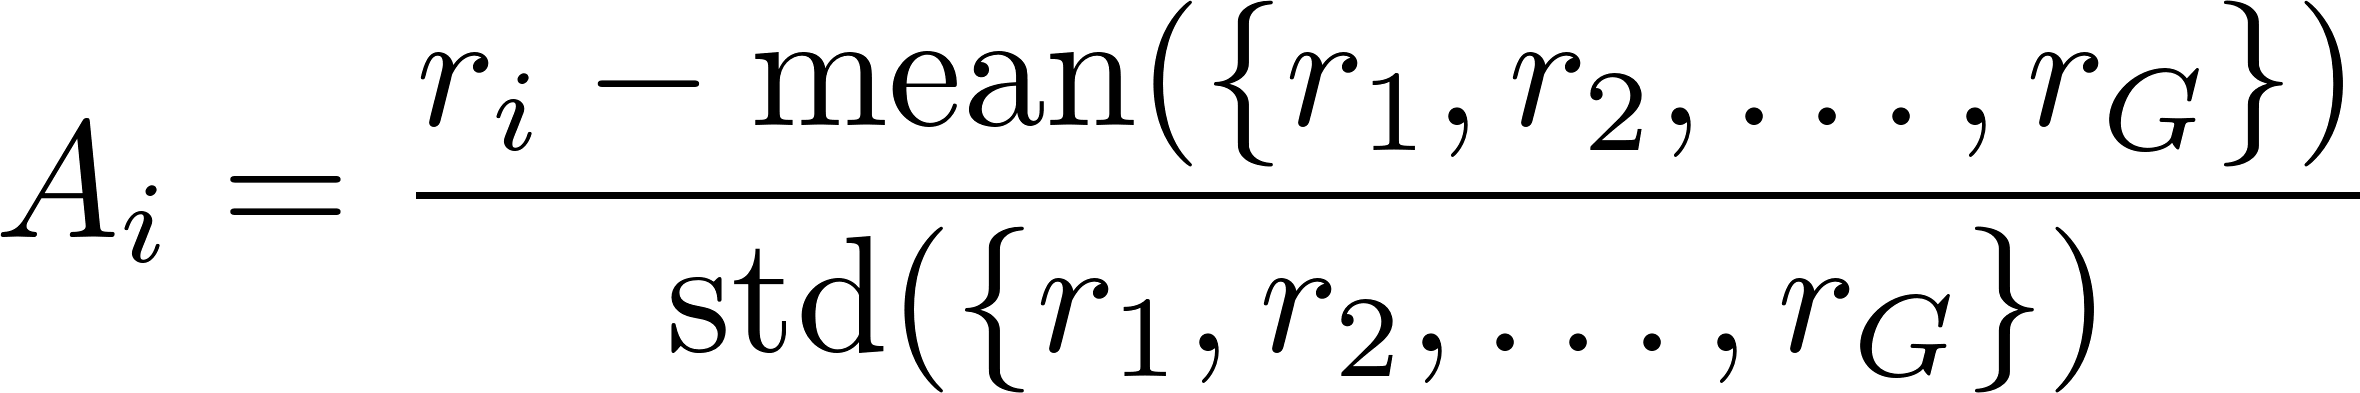 A_i = \frac{r_i - \mathrm{mean}(\{r_1, r_2, \ldots, r_G\})}{\mathrm{std}(\{r_1, r_2, \ldots, r_G\})}